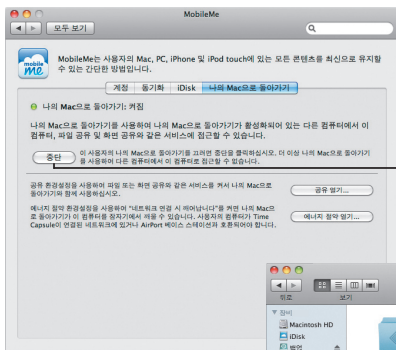 MobileMe
모두 보기
mobile
me
MobileMe는 사용자의 Mac, PC, iPhone 및 iPod touch에 있는 모든 콘텐츠를 최신으로 유지할
수 있는 간단한 방법입니다.
계정 동기화 iDisk 나의 Mac으로 돌아가기
나의 Mac으로 돌아가기: 켜짐
나의 Mac으로 돌아가기를 사용하여 나의 Mac으로 돌아가기가 활성화되어 있는 다른 컴퓨터에서 이
컴퓨터, 파일 공유 및 화면 공유와 같은 서비스에 접근할 수 있습니다.
중단
이 사용자의 나의 Mac으로 돌아가기를 끄려면 중단을 클릭하십시오. 더 이상 나의 Mac으로 돌아가기
를 사용하여 다른 컴퓨터에서 이 컴퓨터로 접근할 수 없습니다.
공유 환경설정을 사용하여 파일 또는 화면 공유와 같은 서비스를 켜서 나의 Mac으로
돌아가기와 함께 사용하십시오.
공유 열기...
에너지 절약 환경설정을 사용하여 "네트워크 연결 시 깨어납니다"를 켜면 나의 Mac으
로 돌아가기가 이 컴퓨터를 잠자기에서 깨울 수 있습니다. 사용자의 컴퓨터가 Time
Capsule이 연결된 네트워크에 있거나 AirPort 베이스 스테이션과 호환되어야 합니다.
에너지 절약 열기...
뒤로 보기
장비
Macintosh HD
iDisk
백업